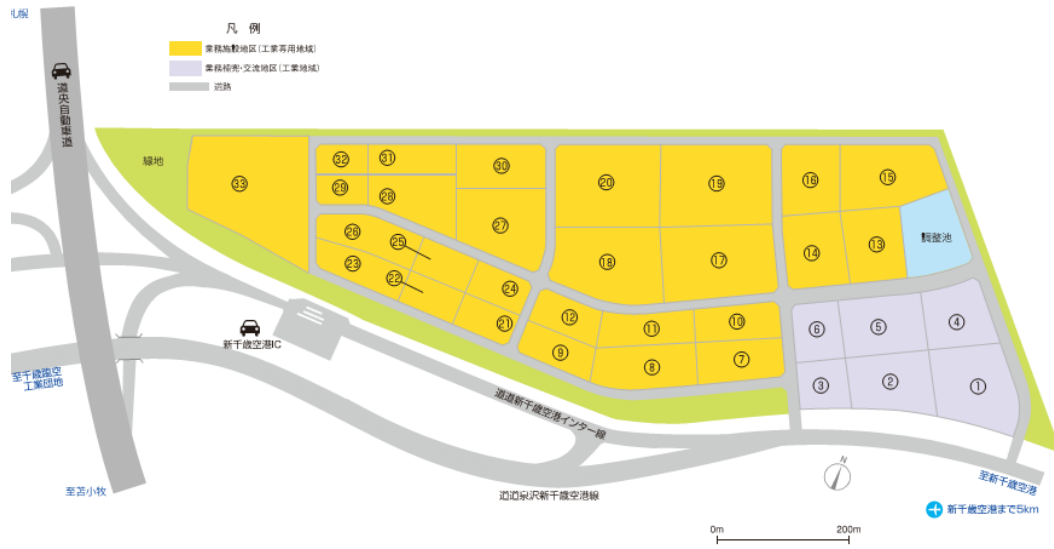 札幌
凡 例
業務施設地区(工業専用地域)
業務補完・交流地区(工業地域)
道路
道央自動車道
緑地
33
32
31
30
29
28
27
26
25
24
23
22
21
20
19
18
17
16
15
14
13
調整池
12
11
10
9
8
7
6
5
4
3
2
1
新千歳空港IC
至千歳臨空
工業団地
道道新千歳空港インター線
至苫小牧
道道泉沢新千歳空港線
N
至新千歳空港
新千歳空港まで5km
0m
200m